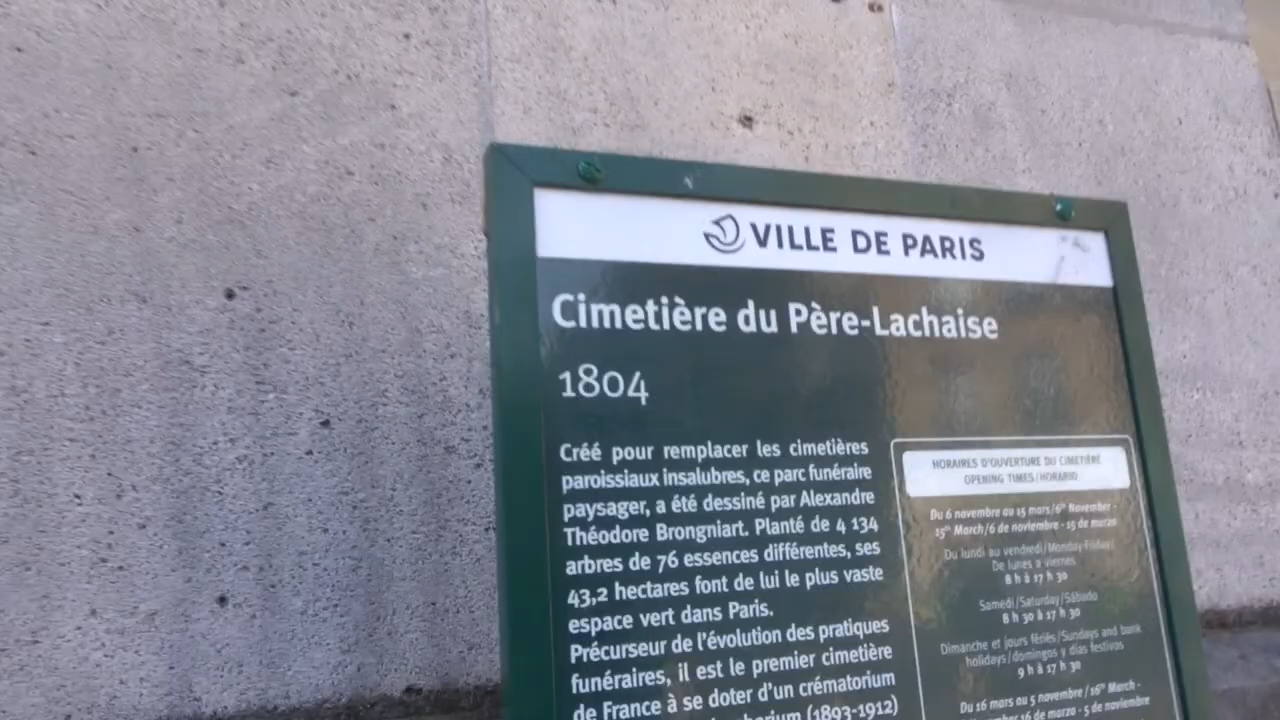 VILLE DE PARIS
Cimetière du Père-Lachaise
1804
Créé pour remplacer les cimetières
paroissiaux insalubres, ce parc funéraire
paysager, a été dessiné par Alexandre
Théodore Brongniart. Planté de 4 134
arbres de 76 essences différentes, ses
43,2 hectares font de lui le plus vaste
espace vert dans Paris.
Précurseur de l'évolution des pratiques
funéraires, il est le premier cimetière
de France à se doter d'un crématorium
(1893-1912)
HORAIRES D'OUVERTURE DU CIMETIÈRE
OPENING TIMES/HORARIO
Du 6 novembre au 15 mars/6th November -
15th March/6 de noviembre - 15 de marzo
Du lundi au vendredi/Monday-Friday/
De lunes a viernes
8 h à 17 h 30
Samedi/Saturday/Sábado
8 h 30 à 17 h 30
Dimanche et jours fériés/Sundays and bank
holidays/domingos y dias festivos
9 h à 17 h 30
Du 16 mars au 5 novembre/16th March -
16 de marzo - 5 de noviembre